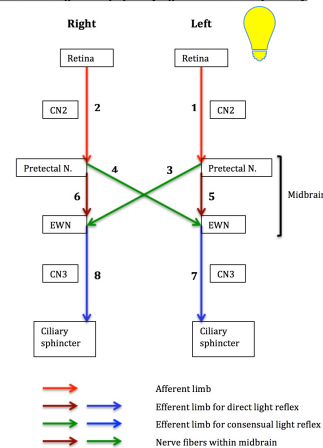 Right Left
Retina Retina
CN2 2 1 CN2
Pretectal N. 4 3 Pretectal N.
6 5
Midbrain
EWN EWN
CN3 8 7 CN3
Ciliary sphincter Ciliary sphincter
Afferent limb
Efferent limb for direct light reflex
Efferent limb for consensual light reflex
Nerve fibers within midbrain